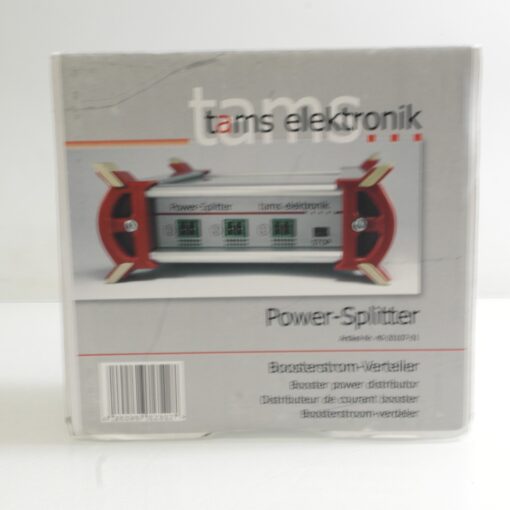 tams
tams elektronik
Power-Splitter
tams elektronik
STOP
Power-Splitter
Boosterstrom-Verteiler
Booster power distributor
Distributeur de courant booster
Boosterstroom-verdeler